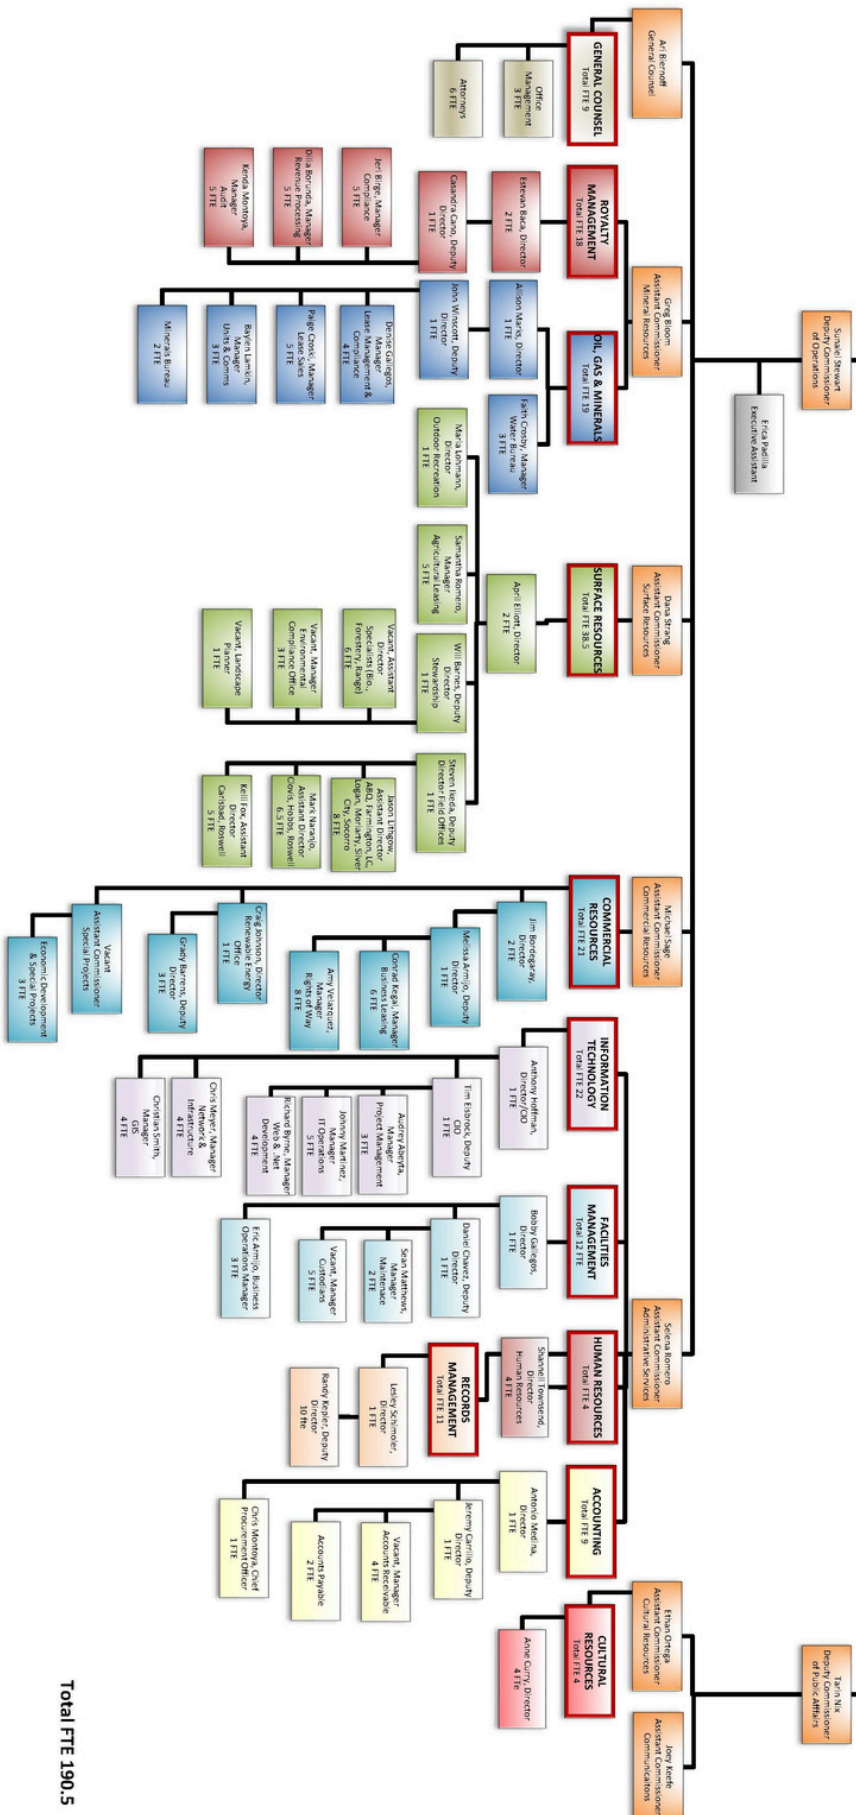 Sunalei Stewart
Deputy Commissioner
of Operations
Erica Padilla
Executive Assistant
Tarin Nix
Deputy Commissioner
of Public Afffairs
Ari Biernoff
General Counsel
GENERAL COUNSEL
Total FTE 9
Office
Management
3 FTE
Attorneys
6 FTE
Greg Bloom
Assistant Commissioner
Mineral Resources
ROYALTY
MANAGEMENT
Total FTE 18
Estevan Baca, Director
2 FTE
Casandra Cano, Deputy
Director
1 FTE
Jeri Birge, Manager
Compliance
5 FTE
Dilia Borunda, Manager
Revenue Processing
5 FTE
Kenda Montoya,
Manager
Audit
5 FTE
OIL, GAS & MINERALS
Total FTE 19
Allison Marks, Director
1 FTE
Faith Crosby, Manager
Water Bureau
3 FTE
John Winscott, Deputy
Director
1 FTE
Denise Gallegos,
Manager
Lease Management &
Compliance
4 FTE
Paige Croski, Manager
Lease Sales
5 FTE
Baylen Lamkin,
Manager
Units & Comms
3 FTE
Minerals Bureau
2 FTE
Dana Strang
Assistant Commissioner
Surface Resources
SURFACE RESOURCES
Total FTE 38.5
April Elliott, Director
2 FTE
Maria Lohmann,
Director
Outdoor Recreation
1 FTE
Samantha Romero,
Manager
Agricultural Leasing
5 FTE
Will Barnes, Deputy
Director
Stewardship
1 FTE
Vacant, Assistant
Director
Specialists (Bio.,
Forestery, Range)
6 FTE
Vacant, Manager
Environmental
Compliance Office
3 FTE
Vacant, Landscape
Planner
1 FTE
Steven Ikeda, Deputy
Director Field Offices
1 FTE
Jason Lithgow,
Assistant Director
ABQ, Farmington, LC,
Logan, Moriarty, Silver
City, Socorro
8 FTE
Mark Naranjo,
Assistant Director
Clovis, Hobbs, Roswell
6.5 FTE
Kelli Fox, Assistant
Director
Carlsbad, Roswell
5 FTE
Michael Sage
Assistant Commissioner
Commercial Resources
COMMERCIAL
RESOURCES
Total FTE 21
Jim Bordegaray,
Director
2 FTE
Melissa Armijo, Deputy
Director
1 FTE
Conrad Kegal, Manager
Business Leasing
6 FTE
Amy Velazquez,
Manager
Rights of Way
8 FTE
Craig Johnson, Director
Renewable Energy
Office
1 FTE
Grady Barrens, Deputy
Director
3 FTE
Vacant
Assistant Commissioner
Special Projects
Economic Development
& Special Projects
3 FTE
Selena Romero
Assistant Commissioner
Administrative Services
INFORMATION
TECHNOLOGY
Total FTE 22
Anthony Hoffman,
Director/CIO
1 FTE
Tim Eisbrock, Deputy
CIO
1 FTE
Audrey Abeyta,
Manager
Project Management
3 FTE
Johnny Martinez,
Manager
IT Operations
5 FTE
Richard Byrne, Manager
Web & .Net
Development
4 FTE
Chris Meyer, Manager
Network &
Infrastructure
4 FTE
Christian Smith,
Manager
GIS
4 FTE
FACILITIES
MANAGEMENT
Total 12 FTE
Bobby Gallegos,
Director
1 FTE
Daniel Chavez, Deputy
Director
1 FTE
Sean Matthews,
Manager
Maintenace
2 FTE
Vacant, Manager
Custodians
5 FTE
Eric Armijo, Business
Operations Manager
3 FTE
HUMAN RESOURCES
Total FTE 4
Shannell Townsend,
Director
Human Resources
4 FTE
RECORDS
MANAGEMENT
Total FTE 11
Lesley Schimoler,
Director
1 FTE
Randy Kepler, Deputy
Director
10 fte
ACCOUNTING
Total FTE 9
Antonio Medina,
Director
1 FTE
Jeremy Carrillo, Deputy
Director
1 FTE
Vacant, Manager
Accounts Receivable
4 FTE
Accounts Payable
2 FTE
Chris Montoya, Chief
Procurement Officer
1 FTE
Ethan Ortega
Assistant Commissioner
Cultural Resources
CULTURAL
RESOURCES
Total FTE 4
Anne Curry, Director
4 FTe
Joey Keefe
Assistant Commissioner
Communicaitons
Total FTE 190.5